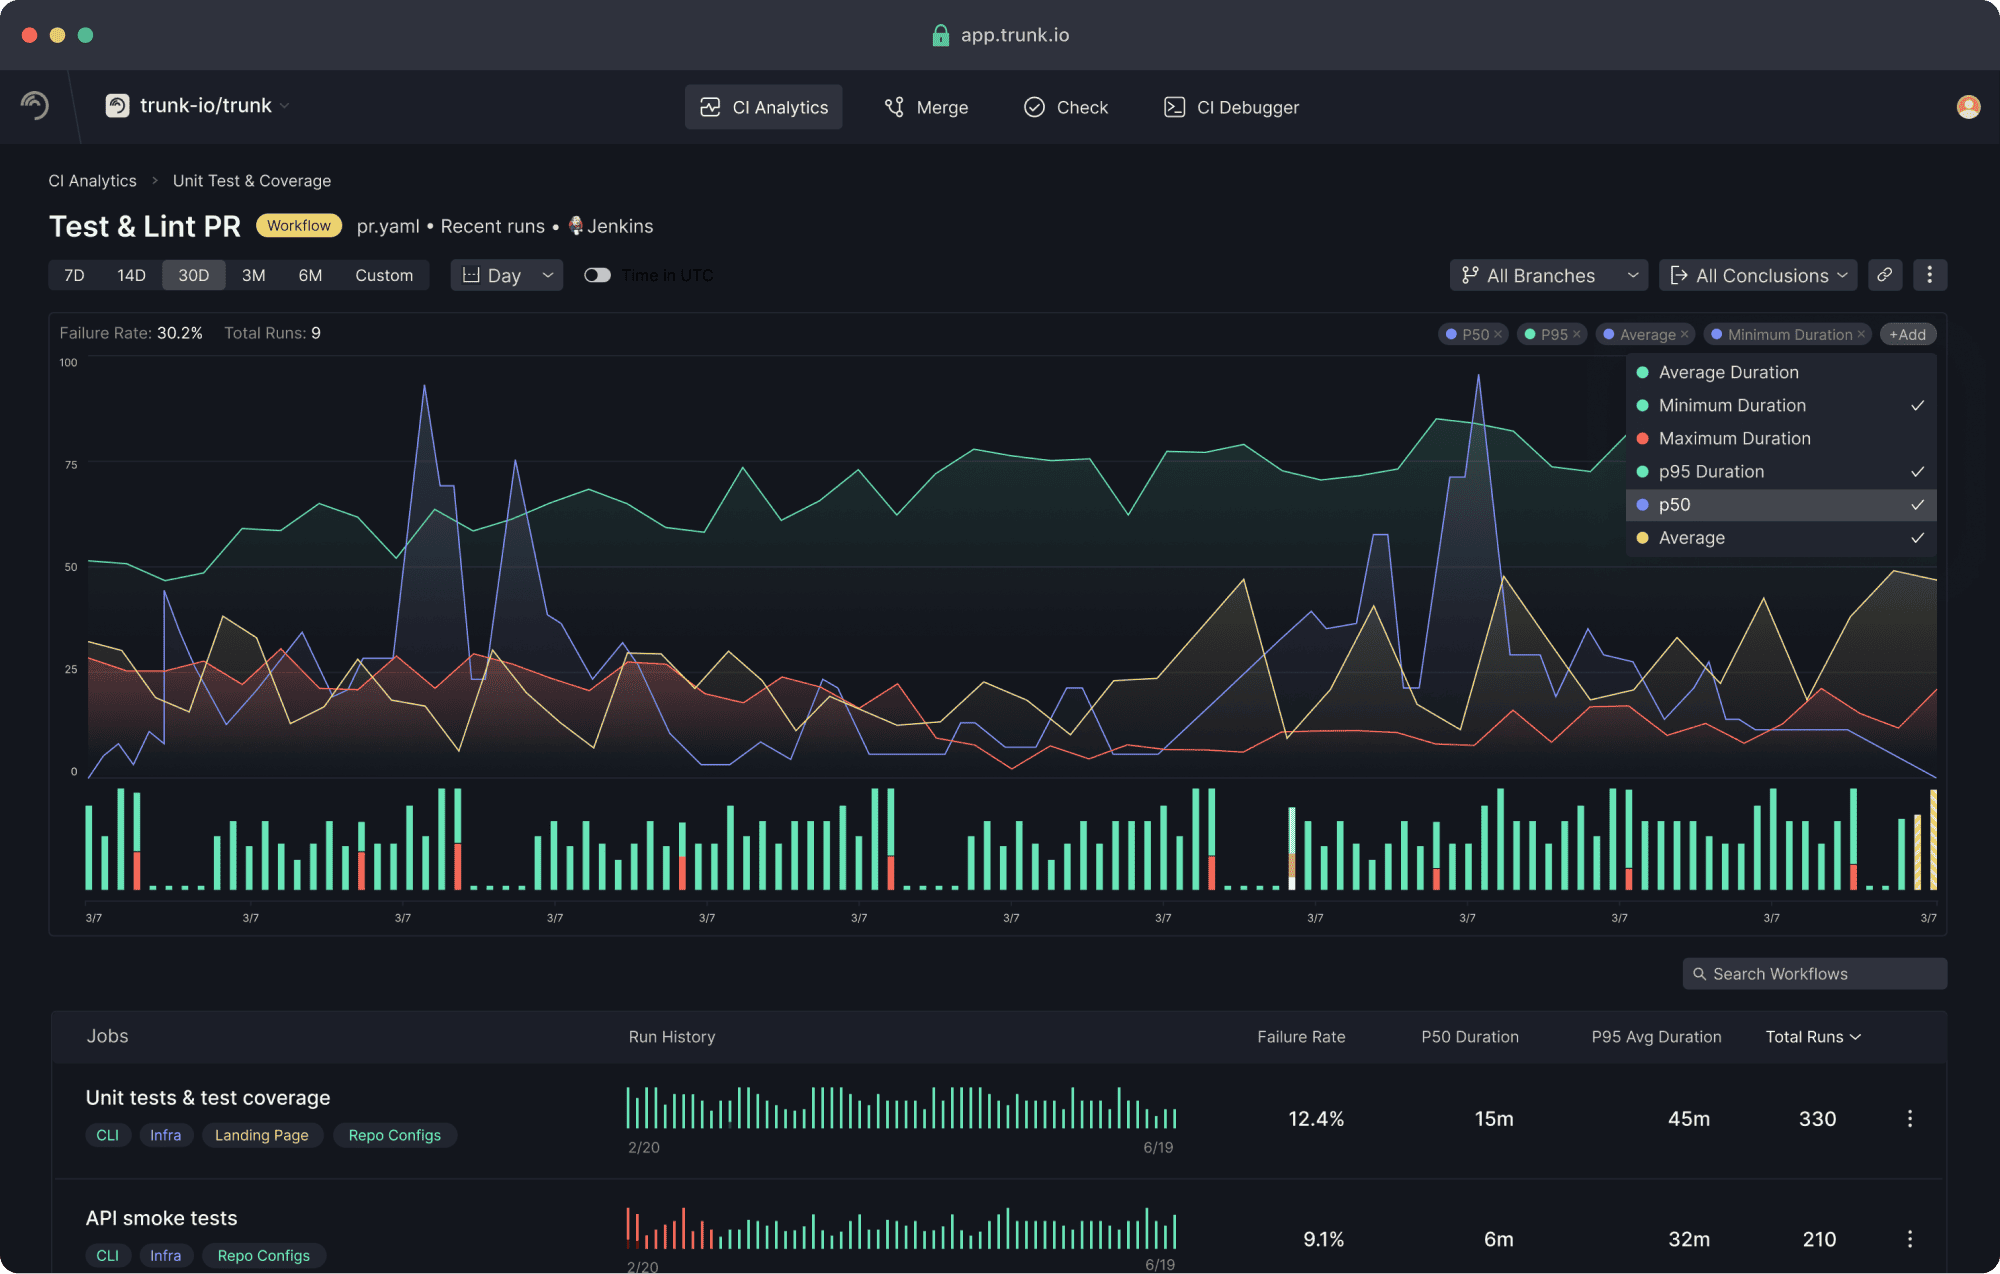 app.trunk.io
trunk-io/trunk
CI Analytics
Merge
Check
CI Debugger
CI Analytics > Unit Test & Coverage
Test & Lint PR Workflow pr.yaml • Recent runs • Jenkins
7D 14D 30D 3M 6M Custom Day Time in UTC All Branches All Conclusions
Failure Rate: 30.2% Total Runs: 9 P50 × P95 × Average × Minimum Duration × +Add
Average Duration
Minimum Duration
Maximum Duration
p95 Duration
p50
Average
100
75
50
25
0
3/7 3/7 3/7 3/7 3/7 3/7 3/7 3/7 3/7 3/7 3/7 3/7 3/7
Search Workflows
Jobs Run History Failure Rate P50 Duration P95 Avg Duration Total Runs
Unit tests & test coverage
CLI Infra Landing Page Repo Configs
2/20 6/19
12.4% 15m 45m 330
API smoke tests
CLI Infra Repo Configs
2/20 6/19
9.1% 6m 32m 210